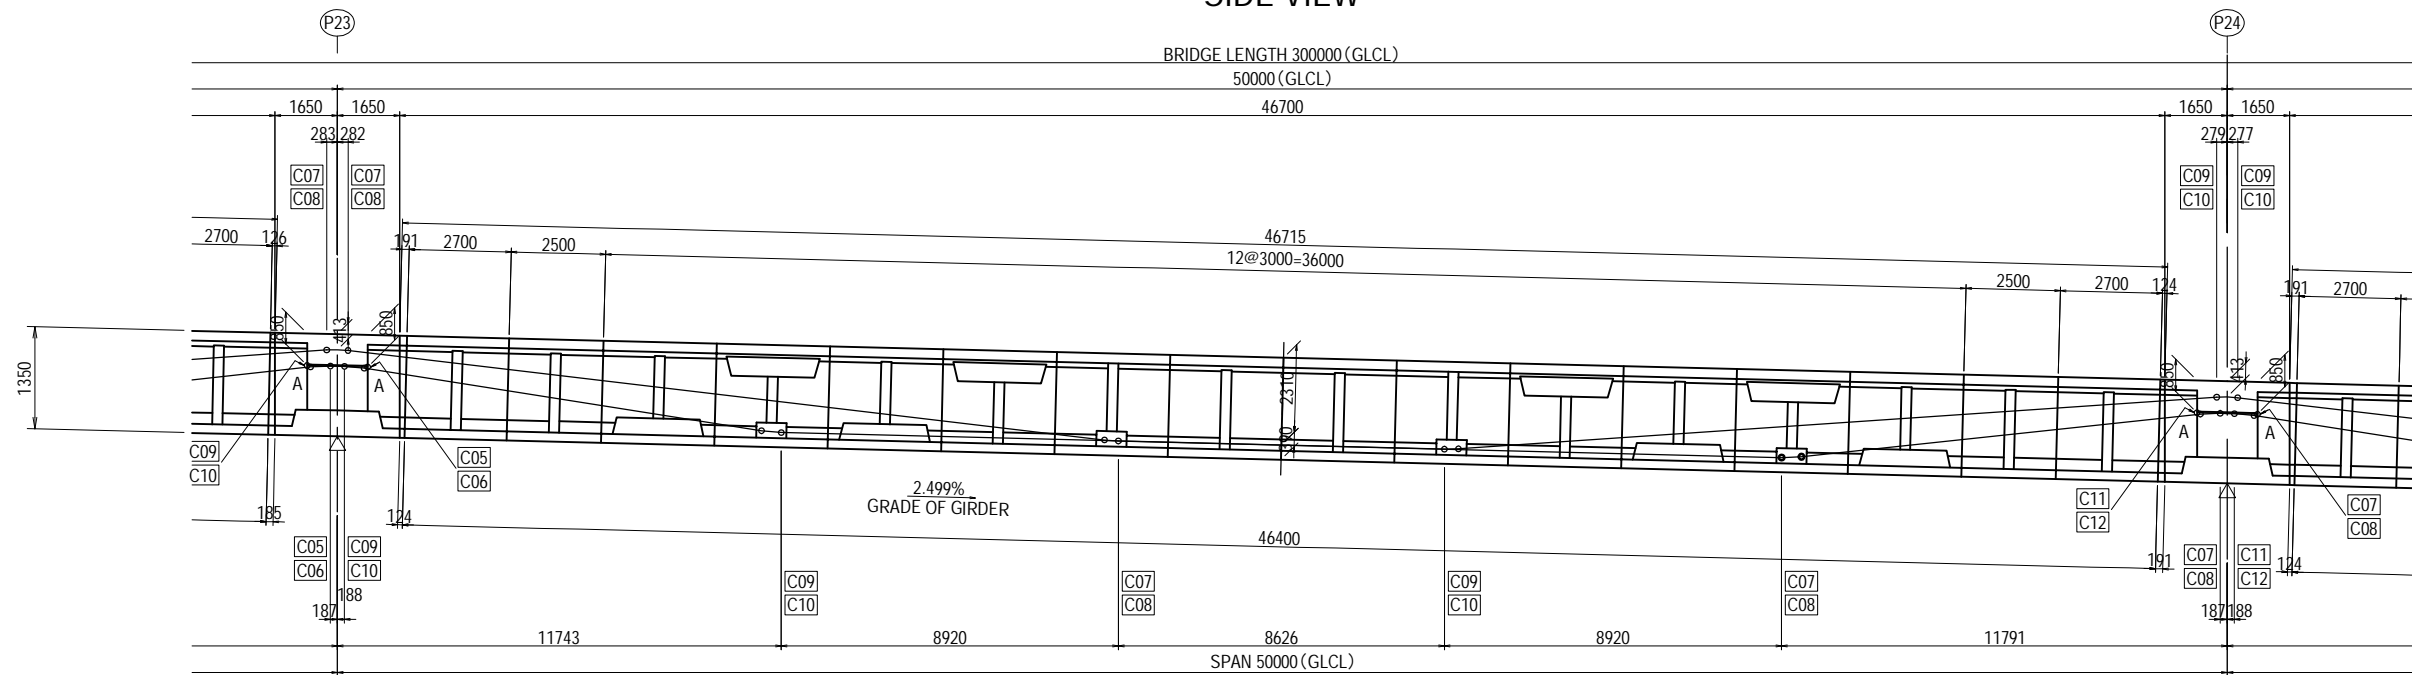 SIDE VIEW
P23
P24
BRIDGE LENGTH 300000(GLCL)
50000(GLCL)
1650 1650 46700 1650 1650
283 282 279 277
C07 C07 C09 C09
C08 C08 C10 C10
46715
2700 126 191 2700 2500 12@3000=36000 2500 2700 124 191 2700
1350
850 413 850 2310 850 413 850
A A A A
C09 C05 C11 C07
C10 C06 C12 C08
2.499%
GRADE OF GIRDER
185 124 46400 191 124
C05 C09 C07 C11
C06 C10 C08 C12
C09 C07 C09 C07
C10 C08 C10 C08
187 188 187 188
11743 8920 8626 8920 11791
SPAN 50000(GLCL)